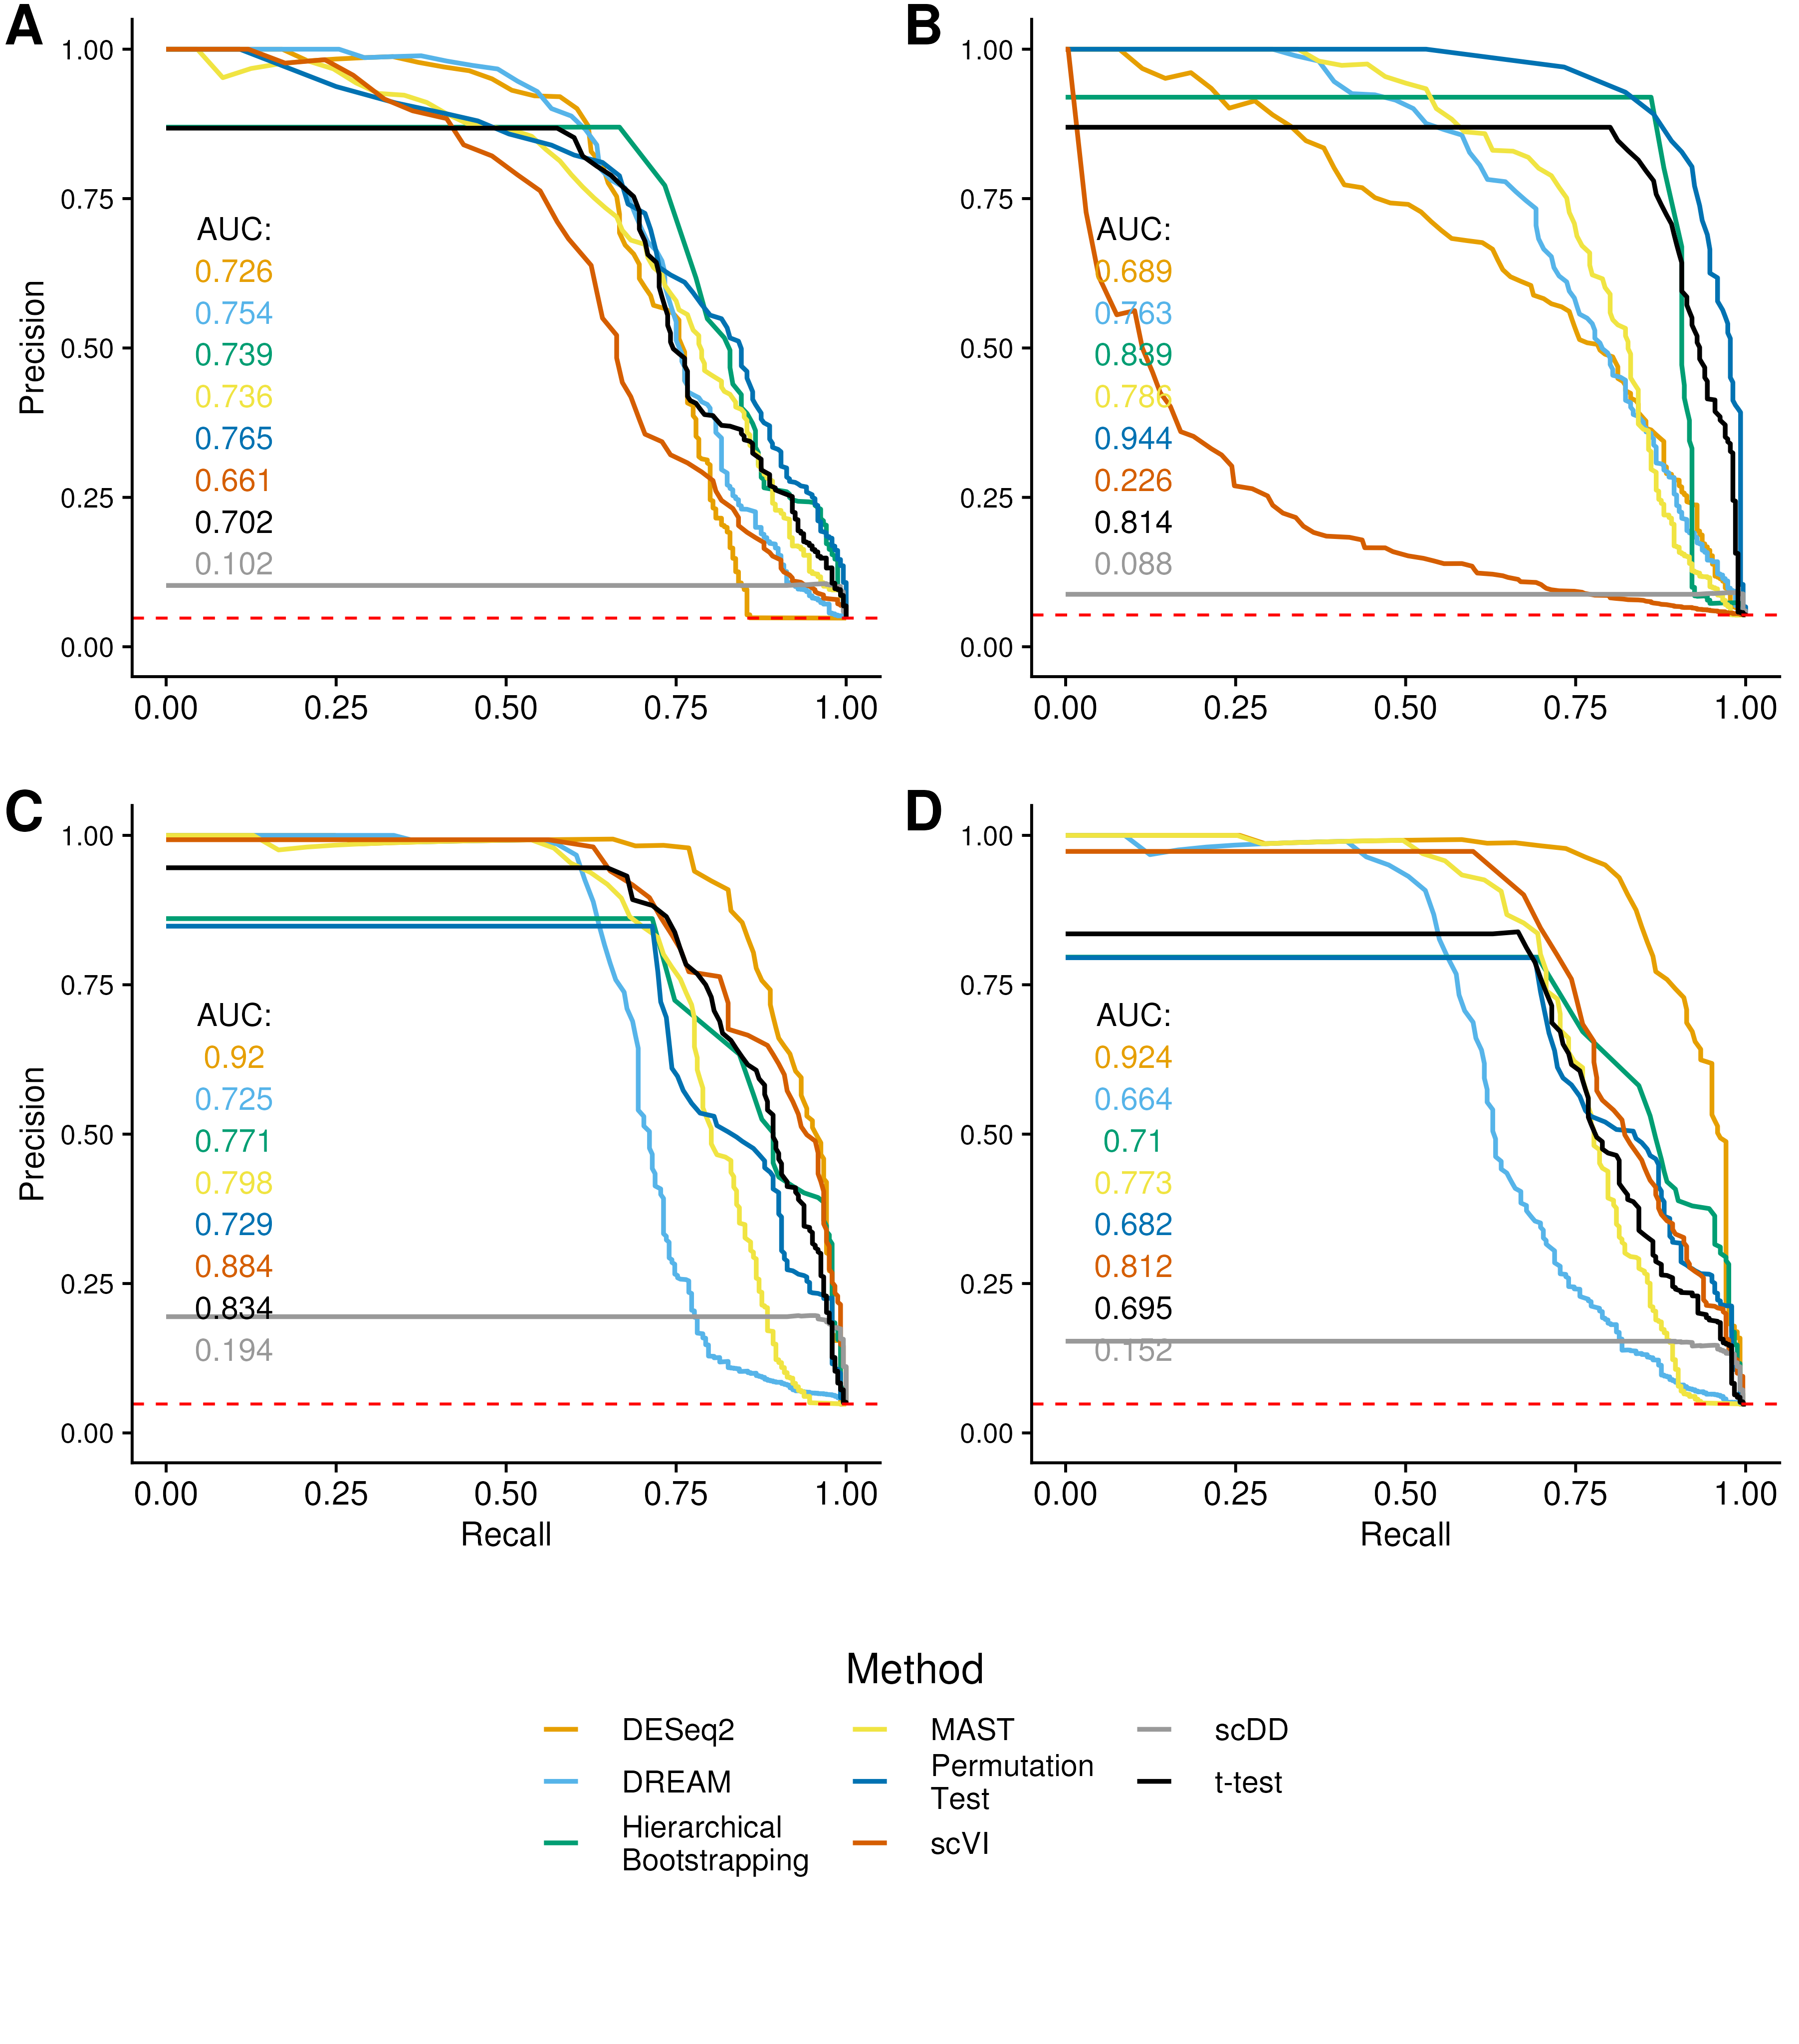 A
1.00
0.75
0.50
0.25
0.00
Precision
AUC:
0.726
0.754
0.739
0.736
0.765
0.661
0.702
0.102
0.00 0.25 0.50 0.75 1.00
B
1.00
0.75
0.50
0.25
0.00
AUC:
0.689
0.763
0.839
0.786
0.944
0.226
0.814
0.088
0.00 0.25 0.50 0.75 1.00
C
1.00
0.75
0.50
0.25
0.00
Precision
AUC:
0.92
0.725
0.771
0.798
0.729
0.884
0.834
0.194
0.00 0.25 0.50 0.75 1.00
Recall
D
1.00
0.75
0.50
0.25
0.00
AUC:
0.924
0.664
0.71
0.773
0.682
0.812
0.695
0.152
0.00 0.25 0.50 0.75 1.00
Recall
Method
DESeq2
DREAM
Hierarchical
Bootstrapping
MAST
Permutation
Test
scVI
scDD
t-test